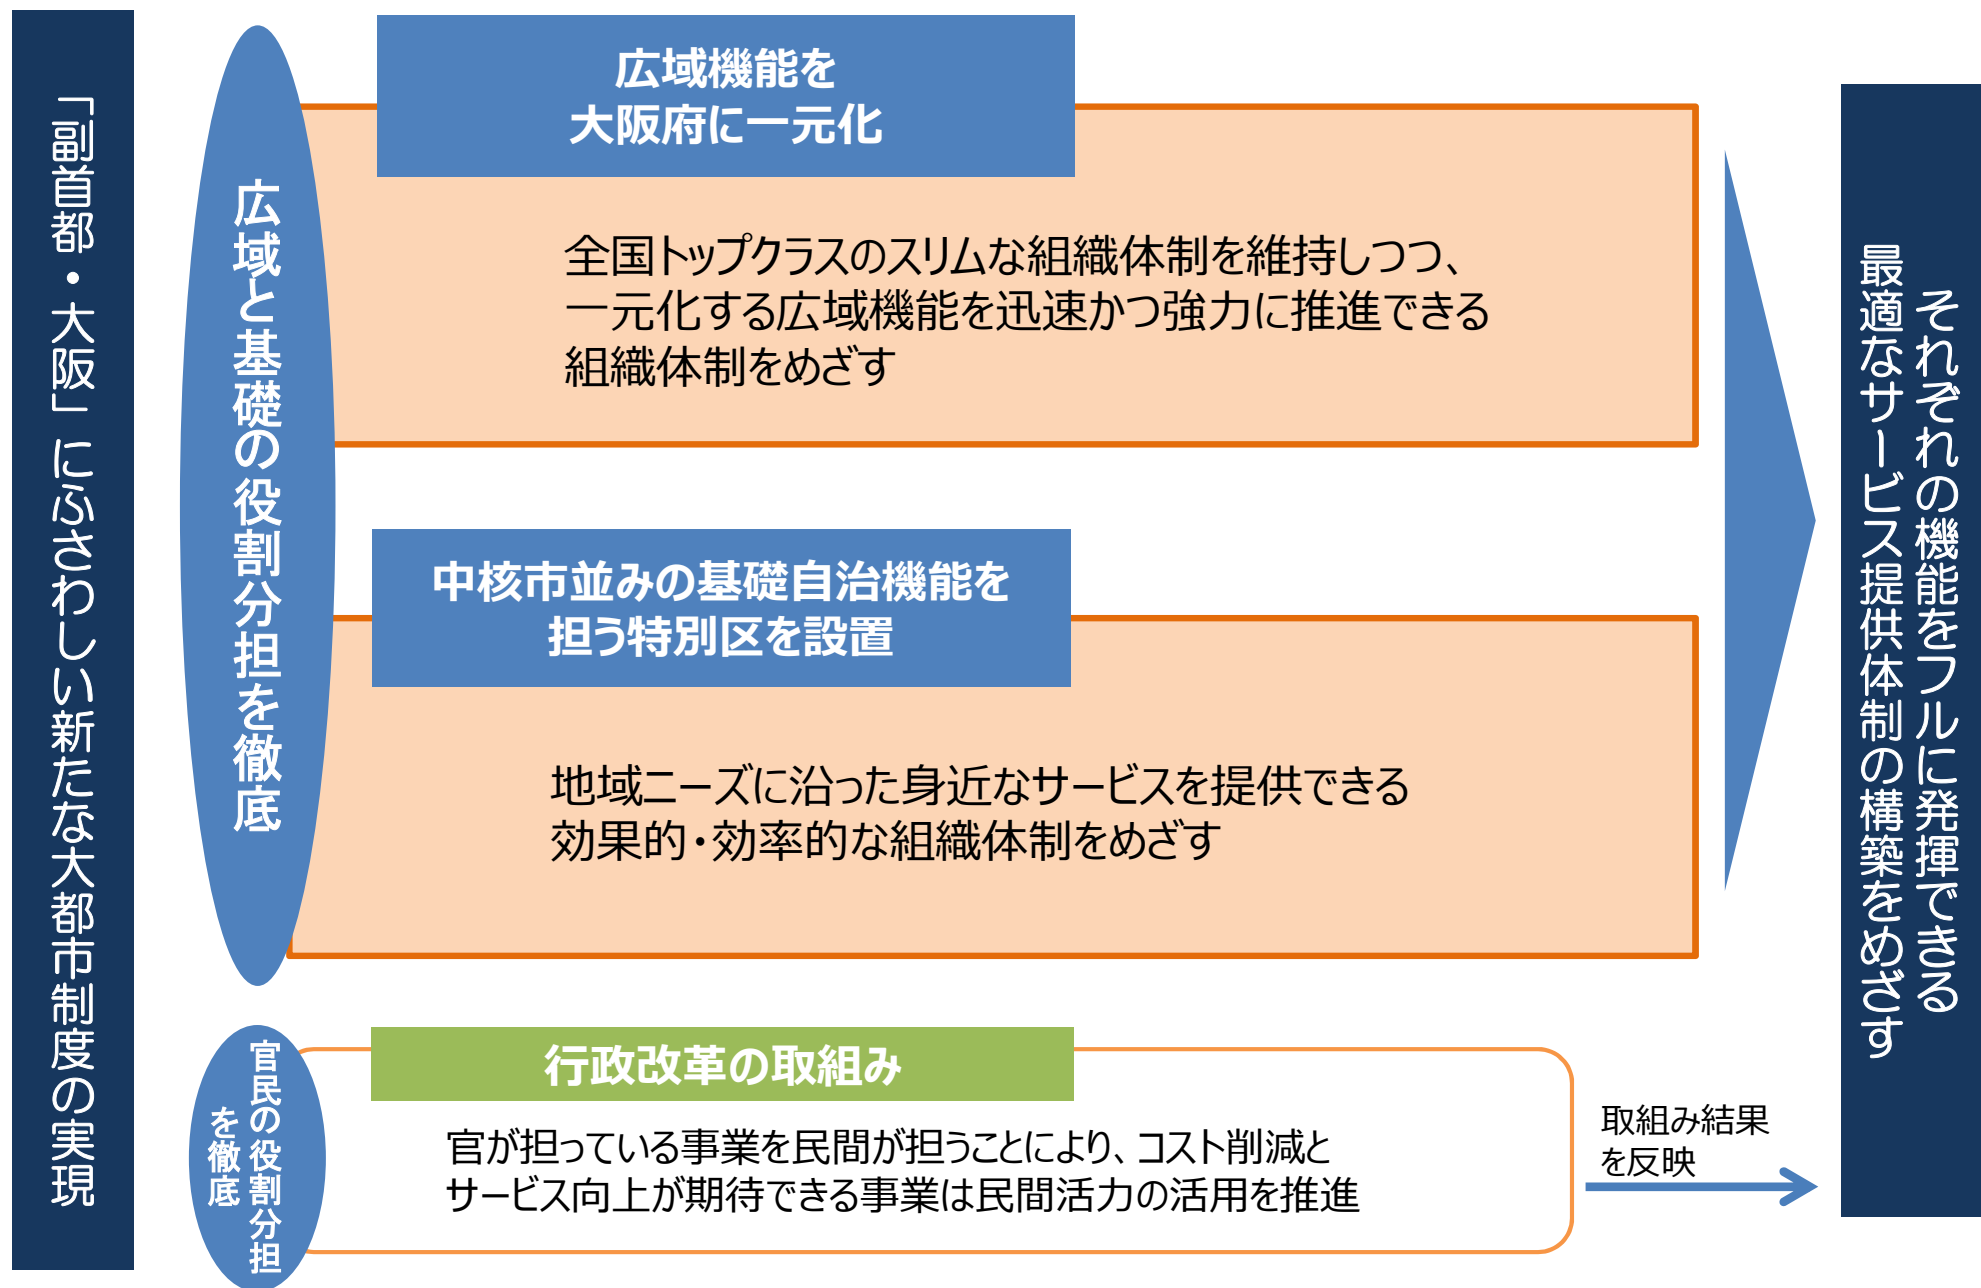 「副首都・大阪」にふさわしい新たな大都市制度の実現
広域と基礎の役割分担を徹底
広域機能を
大阪府に一元化
全国トップクラスのスリムな組織体制を維持しつつ、
一元化する広域機能を迅速かつ強力に推進できる
組織体制をめざす
中核市並みの基礎自治機能を
担う特別区を設置
地域ニーズに沿った身近なサービスを提供できる
効果的・効率的な組織体制をめざす
官民の役割分担
を徹底
行政改革の取組み
官が担っている事業を民間が担うことにより、コスト削減と
サービス向上が期待できる事業は民間活力の活用を推進
取組み結果
を反映
それぞれの機能をフルに発揮できる
最適なサービス提供体制の構築をめざす